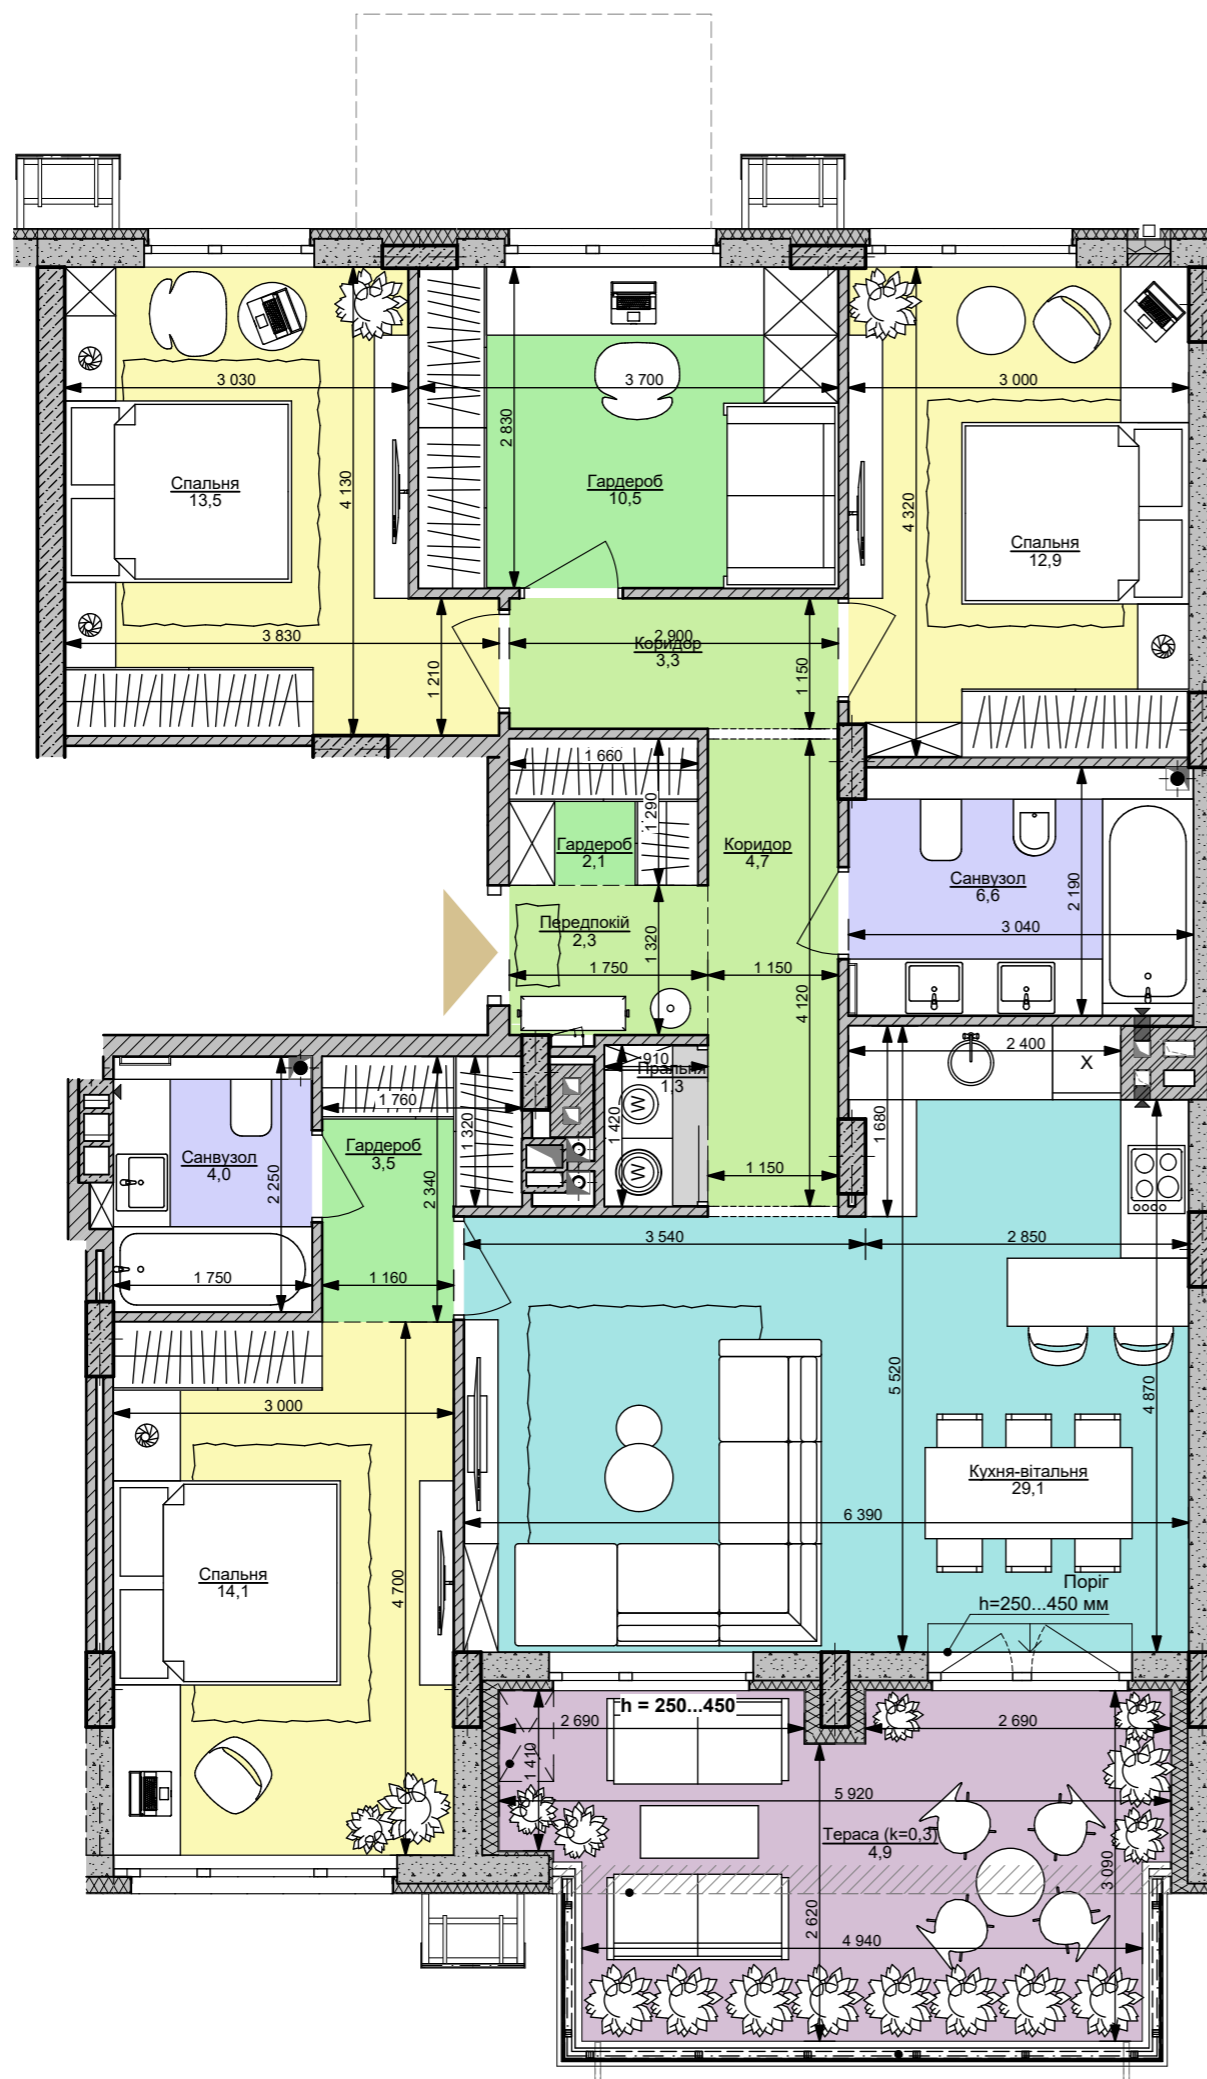 3 030
3 700
3 000
2 830
4 130
4 320
Спальня
13,5
Гардероб
10,5
Спальня
12,9
3 830
2 900
Коридор
3,3
1 210
1 150
1 660
1 290
Гардероб
2,1
Коридор
4,7
Санвузол
6,6
2 190
3 040
Передпокій
2,3
1 320
1 750
1 150
4 120
2 400
X
910
Пральня
1,3
W
1 420
W
1 680
1 760
1 320
Гардероб
3,5
Санвузол
4,0
2 250
2 340
1 150
3 540
2 850
1 750
1 160
5 520
4 870
3 000
Кухня-вітальня
29,1
6 390
Спальня
14,1
4 700
Поріг
h=250...450 мм
h = 250...450
2 690
2 690
1 410
5 920
Тераса (k=0,3)
4,9
3 090
2 620
4 940